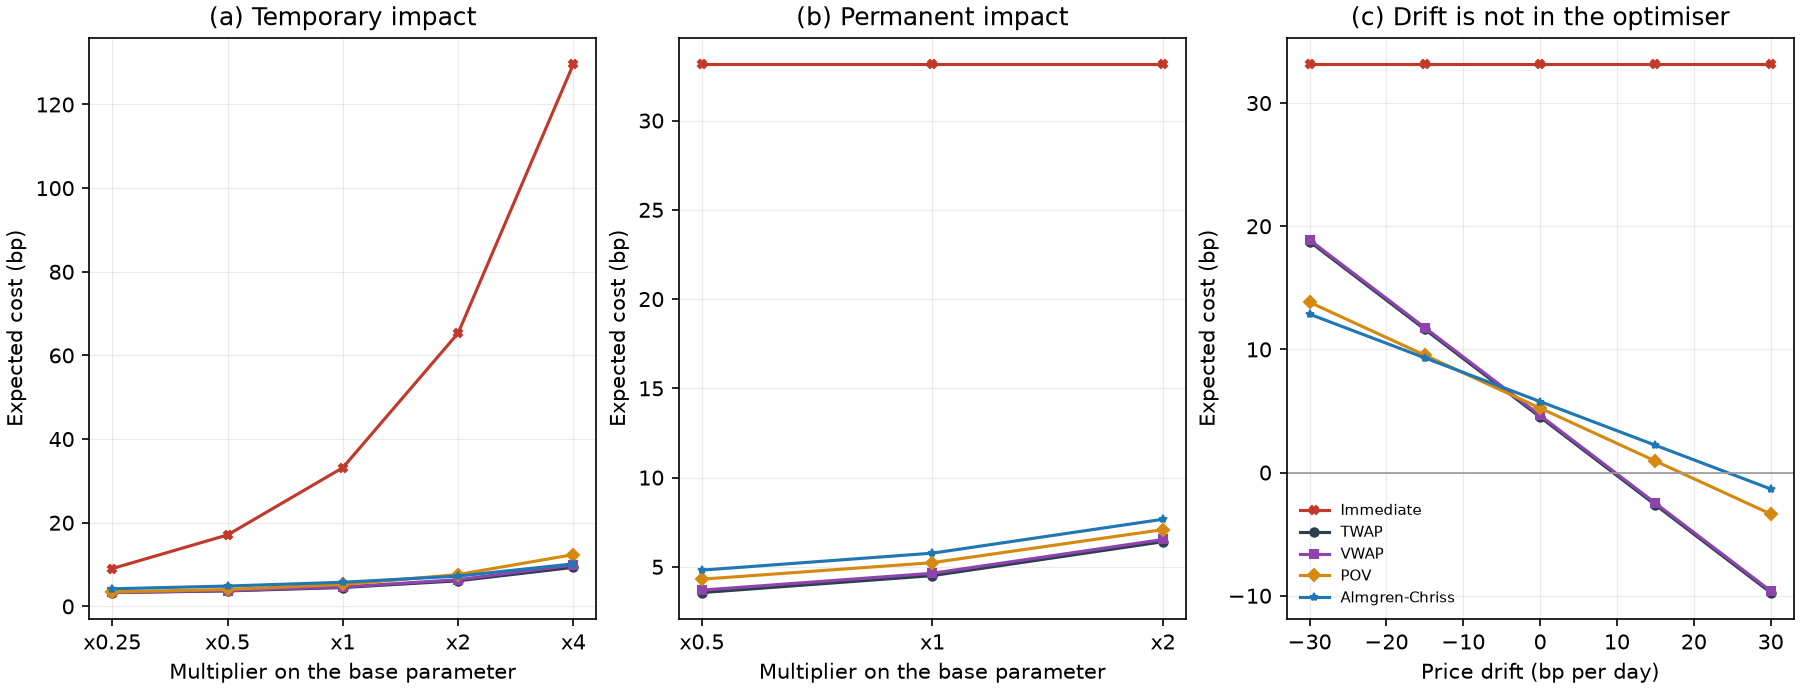 (a) Temporary impact
Expected cost (bp)
120
100
80
60
40
20
0
x0.25 x0.5 x1 x2 x4
Multiplier on the base parameter
(b) Permanent impact
Expected cost (bp)
30
25
20
15
10
5
x0.5 x1 x2
Multiplier on the base parameter
(c) Drift is not in the optimiser
Expected cost (bp)
30
20
10
0
−10
Immediate
TWAP
VWAP
POV
Almgren-Chriss
−30 −20 −10 0 10 20 30
Price drift (bp per day)